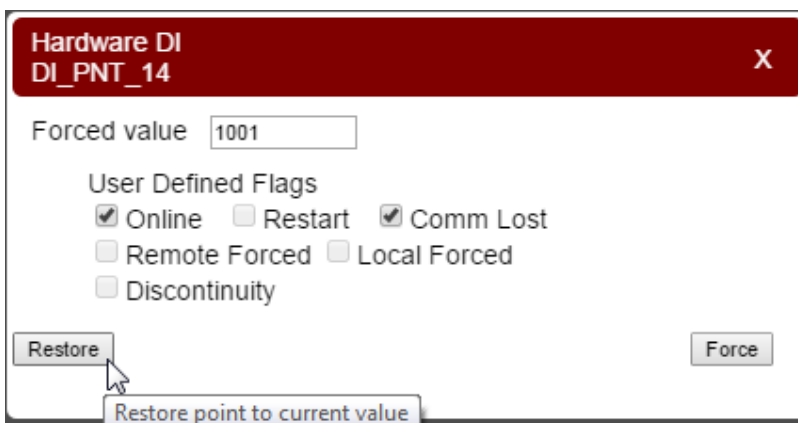 Hardware DI
DI_PNT_14
X
Forced value 1001
User Defined Flags
Online Restart Comm Lost
Remote Forced Local Forced
Discontinuity
Restore Force
Restore point to current value